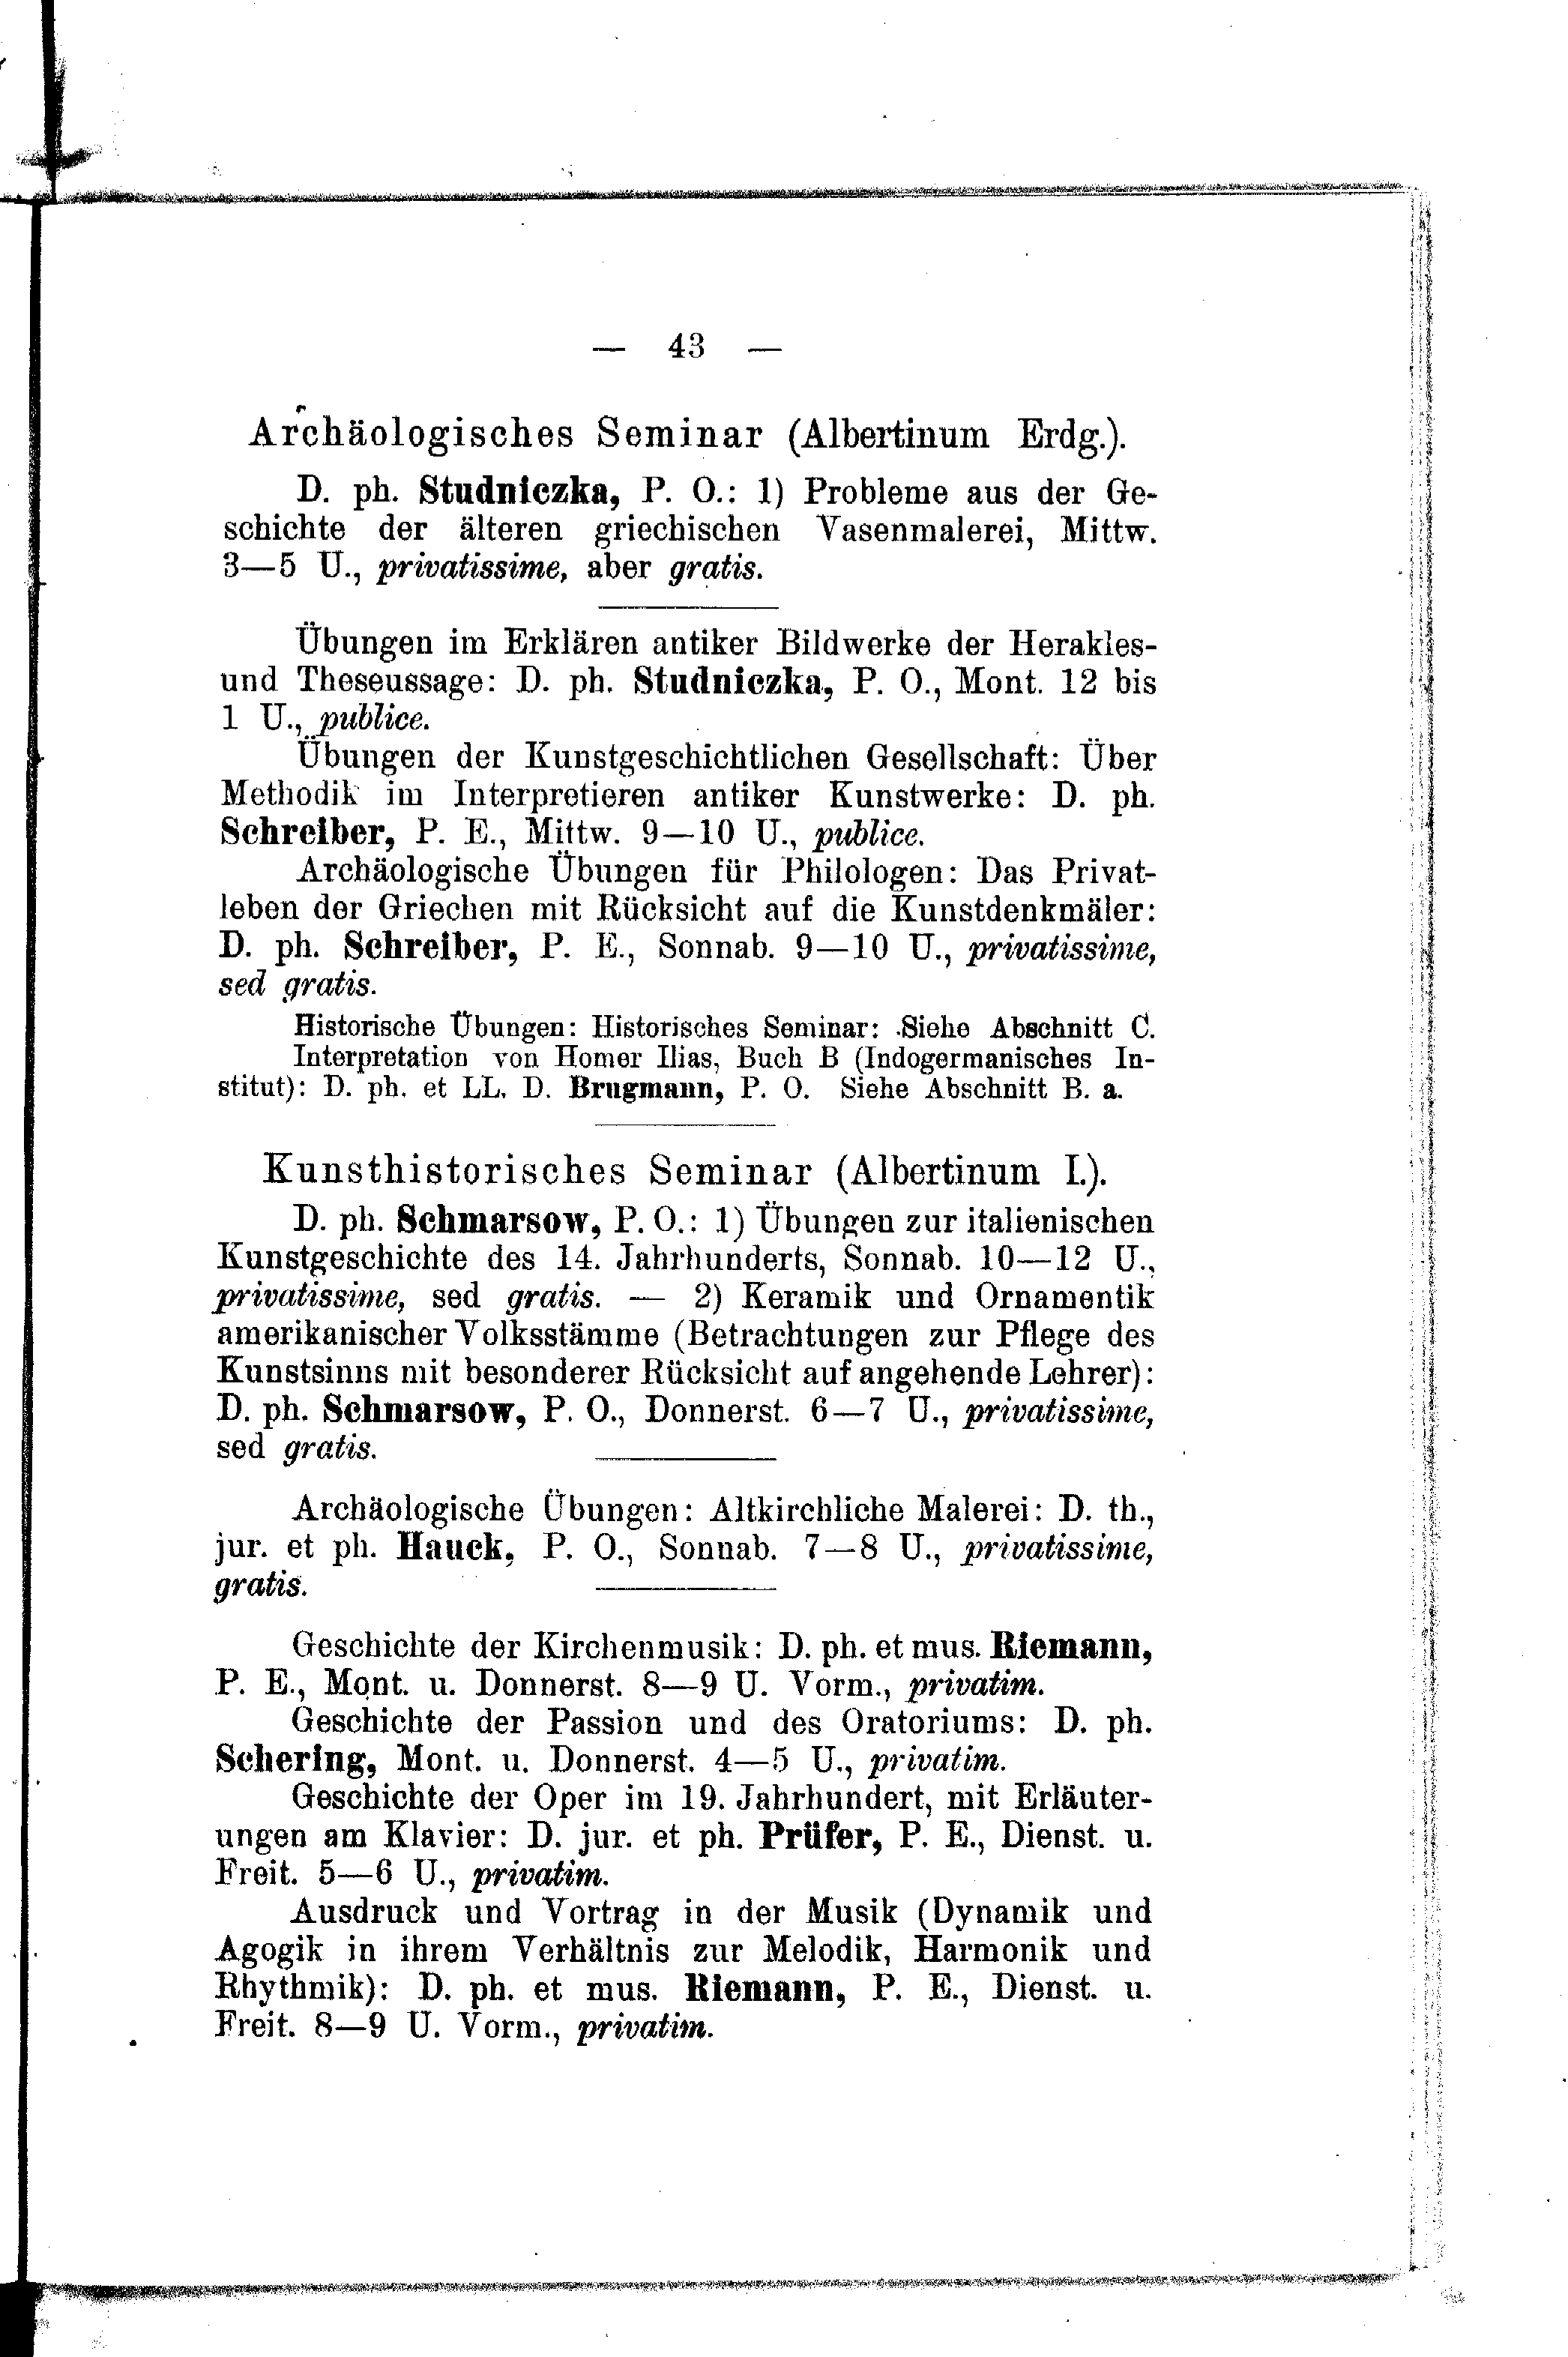 — 43 —
Archäologisches Seminar (Albertinum Erdg.).
D. ph. Studniczka, P. O.: 1) Probleme aus der Ge-
schichte der älteren griechischen Vasenmalerei, Mittw.
3—5 U., privatissime, aber gratis.
Übungen im Erklären antiker Bildwerke der Herakles-
und Theseussage: D. ph. Studniczka, P. O., Mont. 12 bis
1 U., publice.
Übungen der Kunstgeschichtlichen Gesellschaft: Über
Methodik im Interpretieren antiker Kunstwerke: D. ph.
Schreiber, P. E., Mittw. 9—10 U., publice.
Archäologische Übungen für Philologen: Das Privat-
leben der Griechen mit Rücksicht auf die Kunstdenkmäler:
D. ph. Schreiber, P. E., Sonnab. 9—10 U., privatissime,
sed gratis.
Historische Übungen: Historisches Seminar: Siehe Abschnitt C.
Interpretation von Homer Ilias, Buch B (Indogermanisches In-
stitut): D. ph. et LL. D. Brugmann, P. O. Siehe Abschnitt B. a.
Kunsthistorisches Seminar (Albertinum I.).
D. ph. Schmarsow, P. O.: 1) Übungen zur italienischen
Kunstgeschichte des 14. Jahrhunderts, Sonnab. 10—12 U.,
privatissime, sed gratis. — 2) Keramik und Ornamentik
amerikanischer Volksstämme (Betrachtungen zur Pflege des
Kunstsinns mit besonderer Rücksicht auf angehende Lehrer):
D. ph. Schmarsow, P. O., Donnerst. 6—7 U., privatissime,
sed gratis.
Archäologische Übungen: Altkirchliche Malerei: D. th.,
jur. et ph. Hauck, P. O., Sonnab. 7—8 U., privatissime,
gratis.
Geschichte der Kirchenmusik: D. ph. et mus. Riemann,
P. E., Mont. u. Donnerst. 8—9 U. Vorm., privatim.
Geschichte der Passion und des Oratoriums: D. ph.
Schering, Mont. u. Donnerst. 4—5 U., privatim.
Geschichte der Oper im 19. Jahrhundert, mit Erläuter-
ungen am Klavier: D. jur. et ph. Prüfer, P. E., Dienst. u.
Freit. 5—6 U., privatim.
Ausdruck und Vortrag in der Musik (Dynamik und
Agogik in ihrem Verhältnis zur Melodik, Harmonik und
Rhythmik): D. ph. et mus. Riemann, P. E., Dienst. u.
Freit. 8—9 U. Vorm., privatim.